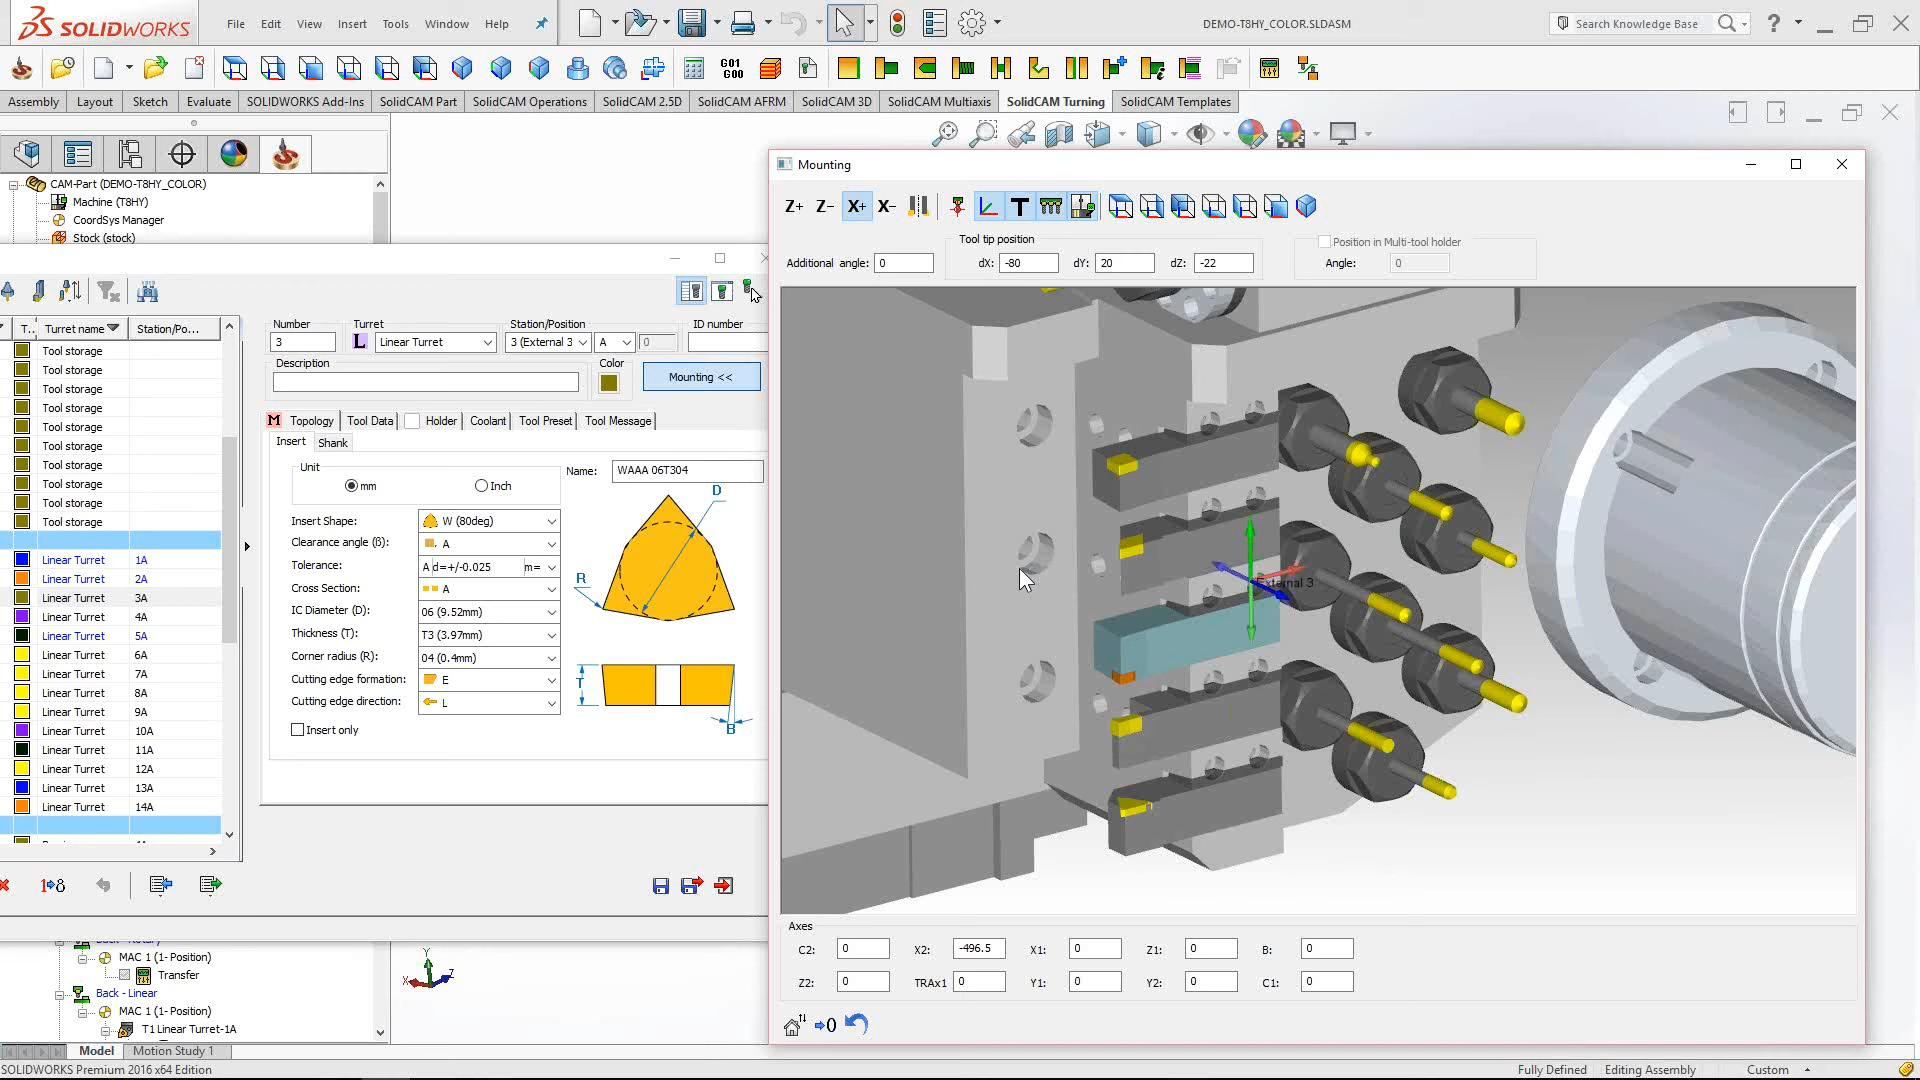 SOLIDWORKS
File Edit View Insert Tools Window Help
DEMO-T8HY_COLOR.SLDASM
Search Knowledge Base
?
G01
G00
Assembly Layout Sketch Evaluate SOLIDWORKS Add-Ins SolidCAM Part SolidCAM Operations SolidCAM 2.5D SolidCAM AFRM SolidCAM 3D SolidCAM Multiaxis SolidCAM Turning SolidCAM Templates
CAM-Part (DEMO-T8HY_COLOR)
Machine (T8HY)
CoordSys Manager
Stock (stock)
T.. Turret name Station/Po...
Tool storage
Tool storage
Tool storage
Tool storage
Tool storage
Tool storage
Tool storage
Tool storage
Tool storage
Tool storage
Linear Turret 1A
Linear Turret 2A
Linear Turret 3A
Linear Turret 4A
Linear Turret 5A
Linear Turret 6A
Linear Turret 7A
Linear Turret 8A
Linear Turret 9A
Linear Turret 10A
Linear Turret 11A
Linear Turret 12A
Linear Turret 13A
Linear Turret 14A
Number Turret Station/Position ID number
3 L Linear Turret 3 (External 3 A 0
Description Color
Mounting <<
M Topology Tool Data Holder Coolant Tool Preset Tool Message
Insert Shank
Unit
mm Inch
Name: WAAA 06T304
Insert Shape: W (80deg)
Clearance angle (ß): A
Tolerance: A d=+/-0.025 m=
Cross Section: A
IC Diameter (D): 06 (9.52mm)
Thickness (T): T3 (3.97mm)
Corner radius (R): 04 (0.4mm)
Cutting edge formation: E
Cutting edge direction: L
Insert only
D
R
T
B
Back - Linear
MAC 1 (1- Position)
Transfer
MAC 1 (1- Position)
T1 Linear Turret-1A
Y
X
Z
Mounting
Z+ Z- X+ X-
Additional angle: 0
Tool tip position
dX: -80 dY: 20 dZ: -22
Position in Multi-tool holder
Angle: 0
External 3
Axes
C2: 0 X2: -496.5 X1: 0 Z1: 0 B: 0
Z2: 0 TRAx1 0 Y1: 0 Y2: 0 C1: 0
Model Motion Study 1
SOLIDWORKS Premium 2016 x64 Edition
Fully Defined Editing Assembly Custom